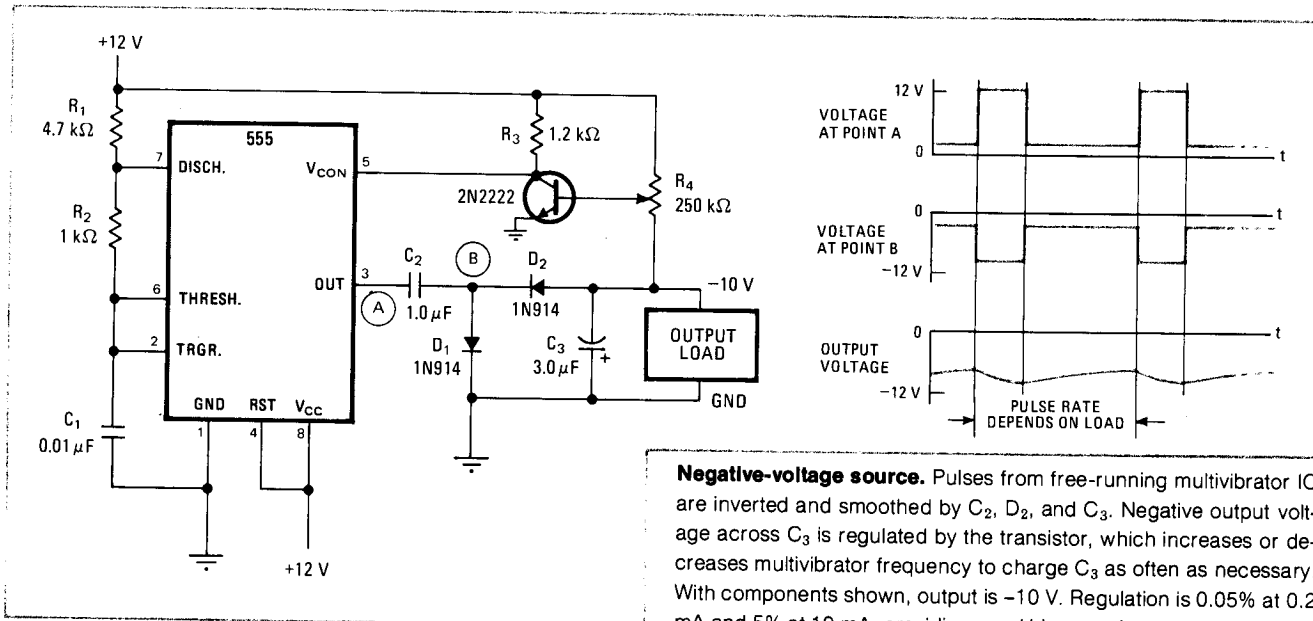 +12 V
R1
4.7 kΩ
555
7
DISCH.
VCON
5
R3
1.2 kΩ
2N2222
R4
250 kΩ
R2
1 kΩ
6
THRESH.
2
TRGR.
OUT
3
A
C2
1.0 µF
B
D2
1N914
−10 V
D1
1N914
C3
3.0 µF
+
OUTPUT
LOAD
GND
C1
0.01 µF
GND
RST
VCC
1
4
8
+12 V
VOLTAGE
AT POINT A
12 V
0
t
VOLTAGE
AT POINT B
0
−12 V
t
OUTPUT
VOLTAGE
0
−12 V
t
PULSE RATE
DEPENDS ON LOAD
Negative-voltage source. Pulses from free-running multivibrator IC
are inverted and smoothed by C2, D2, and C3. Negative output volt-
age across C3 is regulated by the transistor, which increases or de-
creases multivibrator frequency to charge C3 as often as necessary
With components shown, output is −10 V. Regulation is 0.05% at 0.2